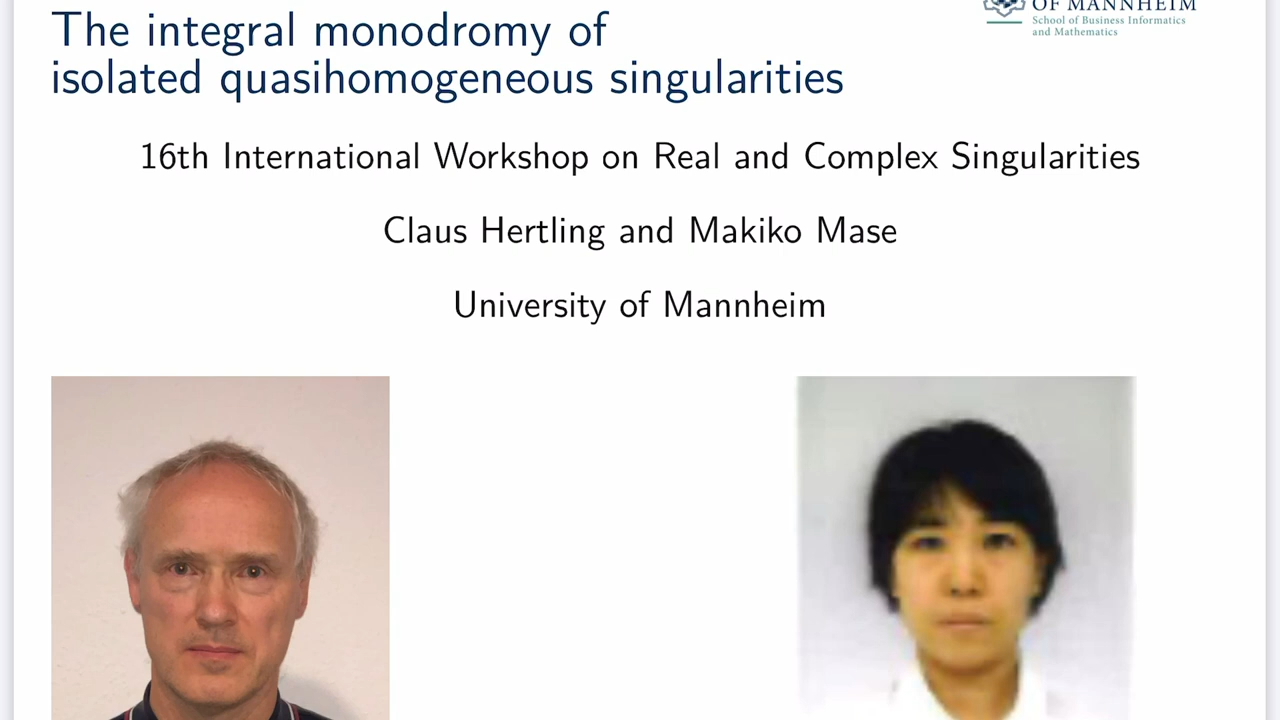 The integral monodromy of
isolated quasihomogeneous singularities
OF MANNHEIM
School of Business Informatics
and Mathematics
16th International Workshop on Real and Complex Singularities
Claus Hertling and Makiko Mase
University of Mannheim